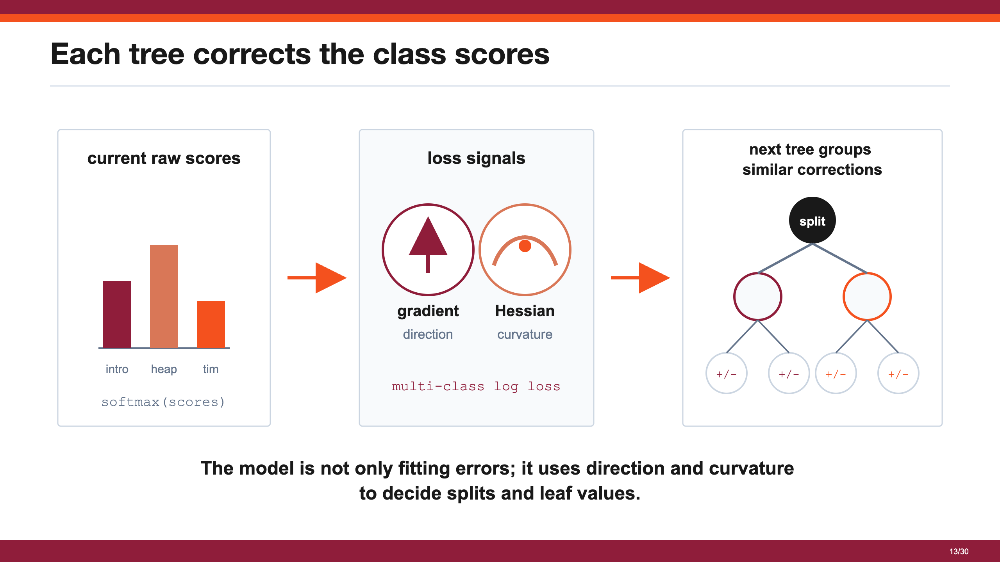 Each tree corrects the class scores
current raw scores
intro heap tim
softmax(scores)
loss signals
gradient Hessian
direction curvature
multi-class log loss
next tree groups
similar corrections
split
+/- +/- +/- +/-
The model is not only fitting errors; it uses direction and curvature
to decide splits and leaf values.
13/30